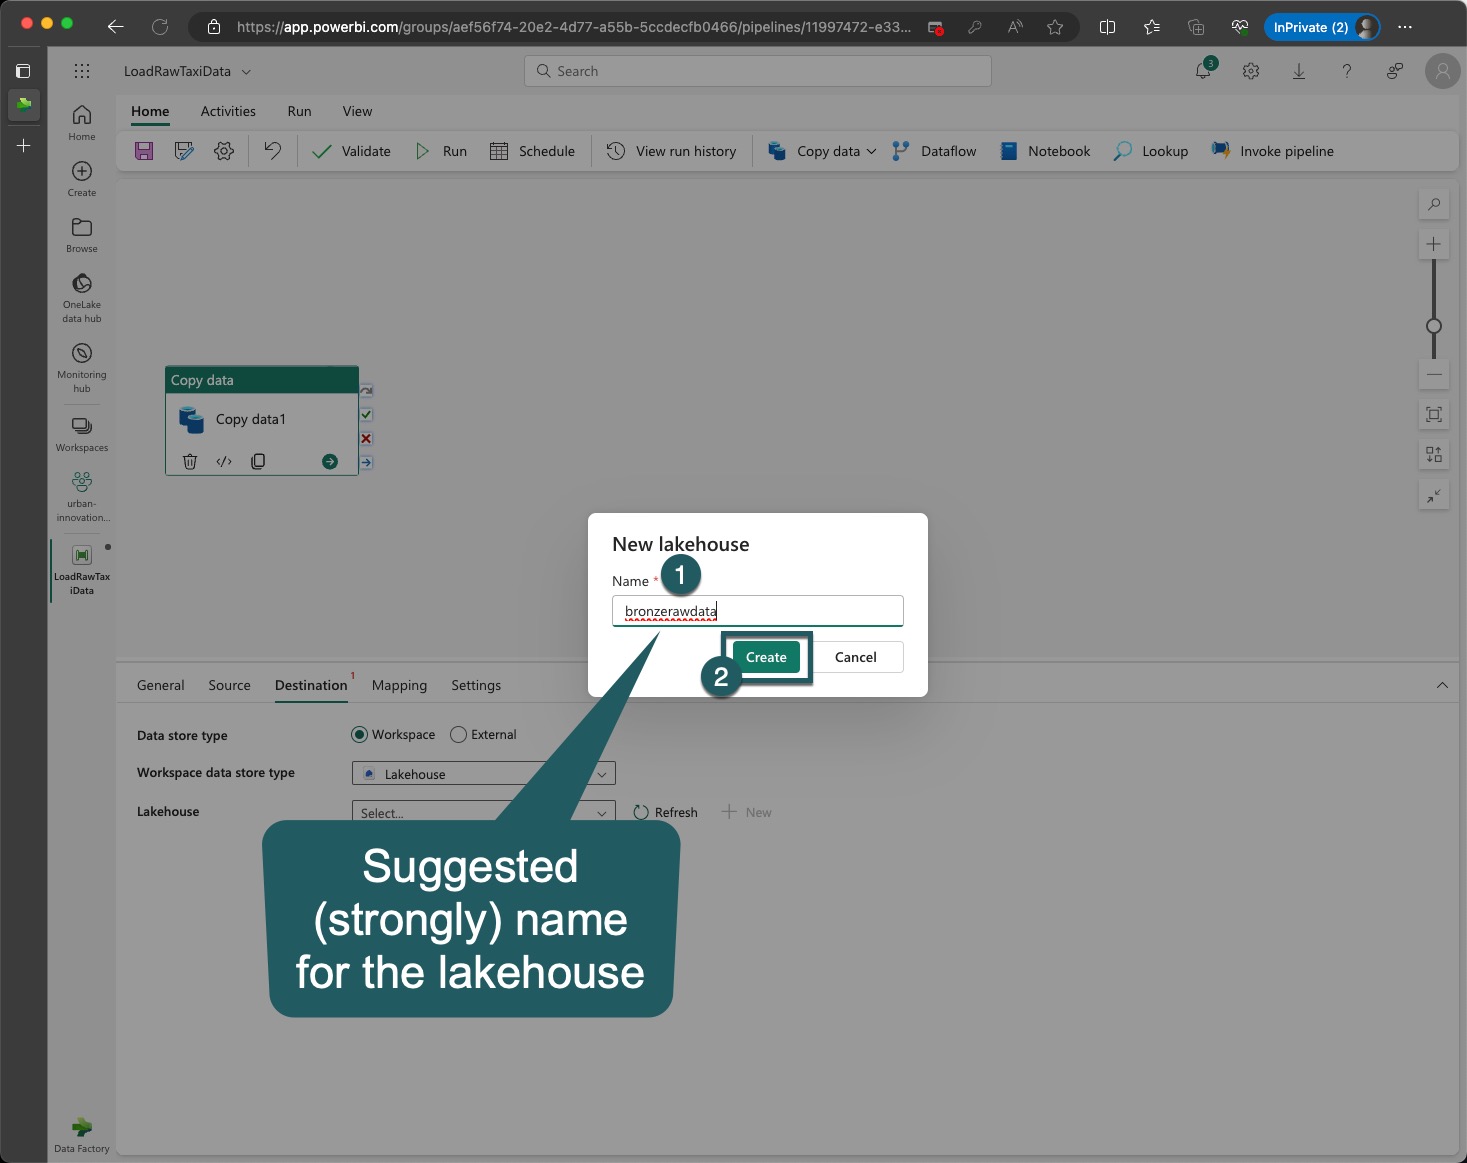 https://app.powerbi.com/groups/aef56f74-20e2-4d77-a55b-5ccdecfb0466/pipelines/11997472-e33...
InPrivate (2)
LoadRawTaxiData
Search
3
Home
Activities
Run
View
Validate
Run
Schedule
View run history
Copy data
Dataflow
Notebook
Lookup
Invoke pipeline
Home
Create
Browse
OneLake
data hub
Monitoring
hub
Workspaces
urban-
innovation...
LoadRawTax
iData
Data Factory
Copy data
Copy data1
New lakehouse
Name *
1
bronzerawdata
Create
Cancel
2
General
Source
Destination 1
Mapping
Settings
Data store type
Workspace
External
Workspace data store type
Lakehouse
Lakehouse
Select...
Refresh
New
Suggested
(strongly) name
for the lakehouse